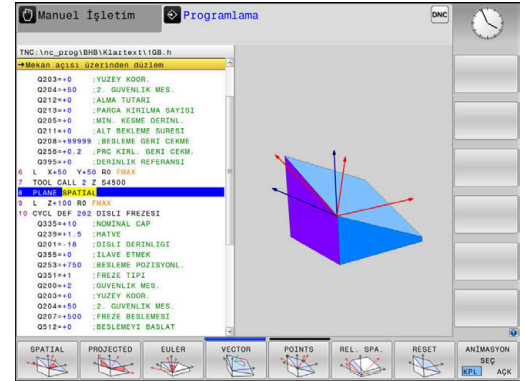 Manuel İşletim
Programlama
DNC
TNC:\nc_prog\BHB\Klartext\1GB.h
→Mekan açısı üzerinden düzlem
Q203=+0 ;YUZEY KOOR.
Q204=+50 ;2. GUVENLIK MES.
Q212=+0 ;ALMA TUTARI
Q213=+0 ;PARCA KIRILMA SAYISI
Q205=+0 ;MIN. KESME DERINL.
Q211=+0 ;ALT BEKLEME SURESI
Q208=+99999 ;BESLEME GERI CEKME
Q256=+0.2 ;PRC KIRL. GERI CEKM.
Q395=+0 ;DERINLIK REFERANSI
6 L X+50 Y+50 R0 FMAX
7 TOOL CALL 2 Z S4500
8 PLANE SPATIAL
9 L Z+100 R0 FMAX
10 CYCL DEF 262 DISLI FREZESI
Q335=+10 ;NOMINAL CAP
Q239=+1.5 ;HATVE
Q201=-18 ;DISLI DERINLIGI
Q355=+0 ;ILAVE ETMEK
Q253=+750 ;BESLEME POZISYONL.
Q351=+1 ;FREZE TIPI
Q200=+2 ;GUVENLIK MES.
Q203=+0 ;YUZEY KOOR.
Q204=+50 ;2. GUVENLIK MES.
Q207=+500 ;FREZE BESLEMESI
Q512=+0 ;BESLEMEYI BASLAT
SPATIAL
PROJECTED
EULER
VECTOR
POINTS
REL. SPA.
RESET
ANİMASYON
SEÇ
KPL AÇK